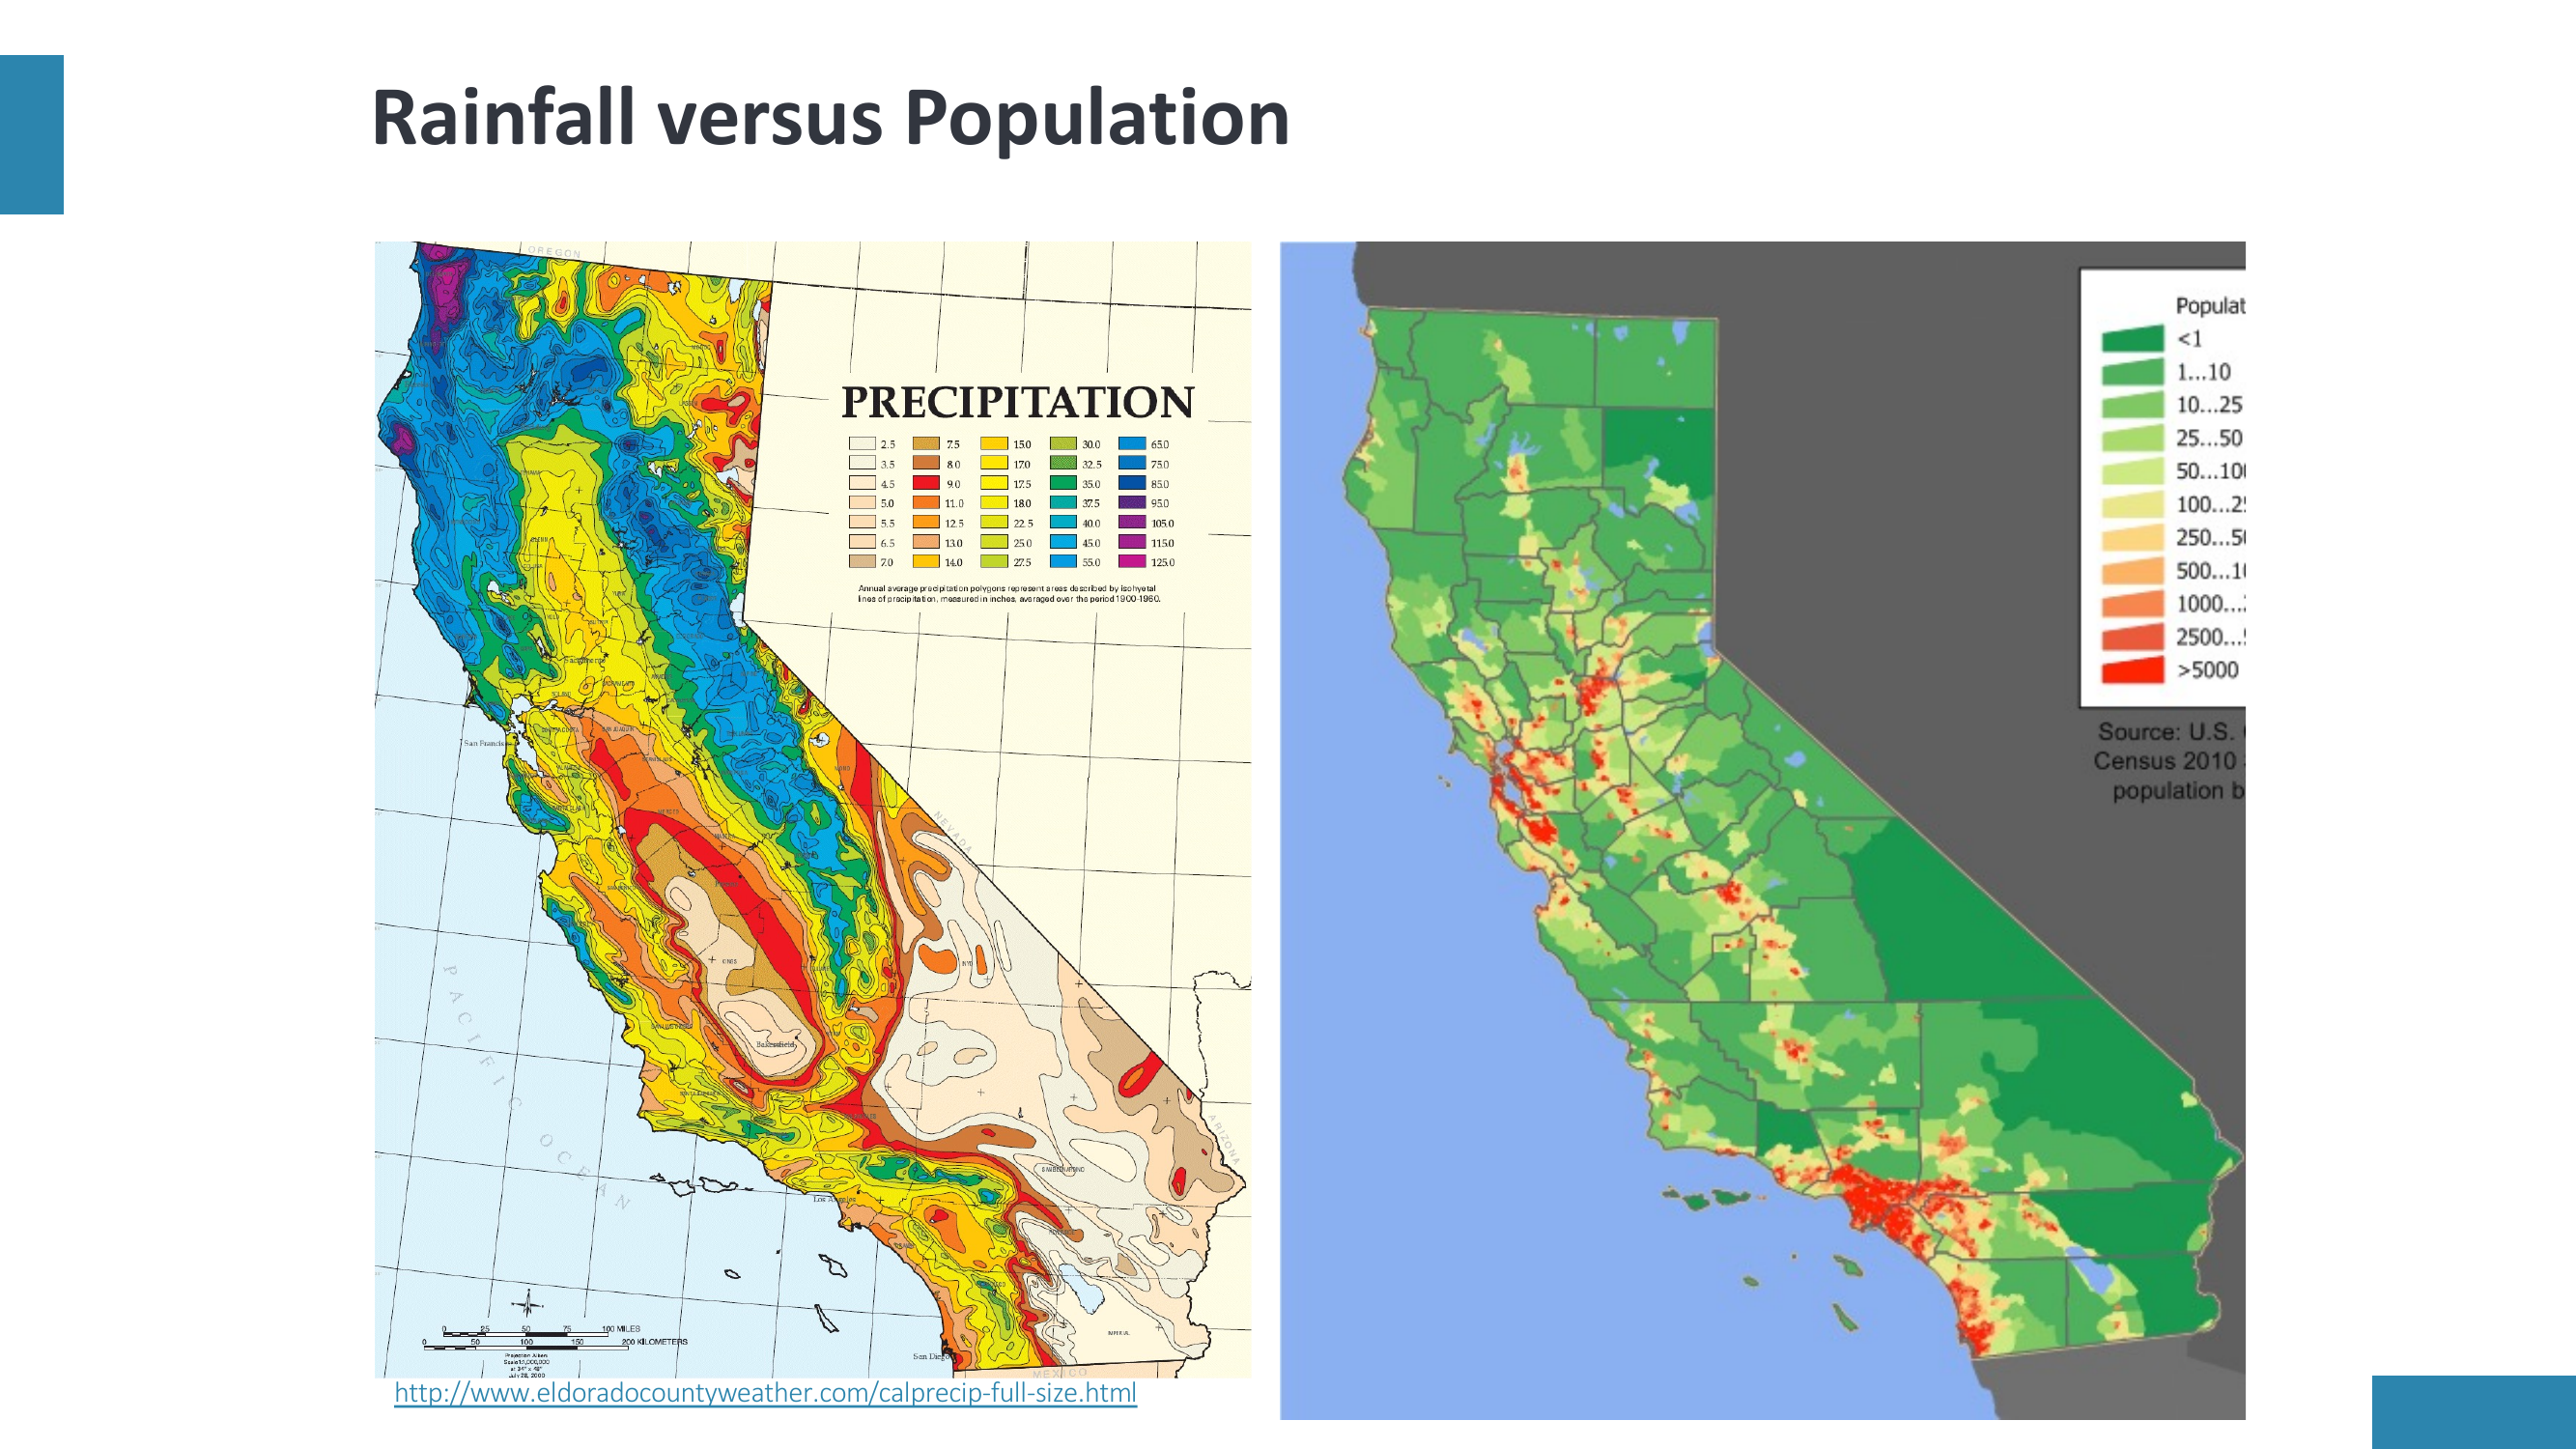 Rainfall versus Population
OREGON
PRECIPITATION
2.5 7.5 15.0 30.0 65.0
3.5 8.0 17.0 32.5 75.0
4.5 9.0 17.5 35.0 85.0
5.0 11.0 18.0 37.5 95.0
5.5 12.5 22.5 40.0 105.0
6.5 13.0 25.0 45.0 115.0
7.0 14.0 27.5 55.0 125.0
Annual average precipitation polygons represent areas described by isohyetal
lines of precipitation, measured in inches, averaged over the period 1900-1960.
Sacramento
San Francisco
NEVADA
KINGS
INYO
Bakersfield
PACIFIC OCEAN
ARIZONA
SAN BERNARDINO
Los Angeles
IMPERIAL
San Diego
MEXICO
0 25 50 75 100 MILES
0 50 100 150 200 KILOMETERS
July 28, 2000
http://www.eldoradocountyweather.com/calprecip-full-size.html
Populat
<1
1...10
10...25
25...50
50...10
100...2
250...5
500...1
1000...
2500...
>5000
Source: U.S.
Census 2010
population b